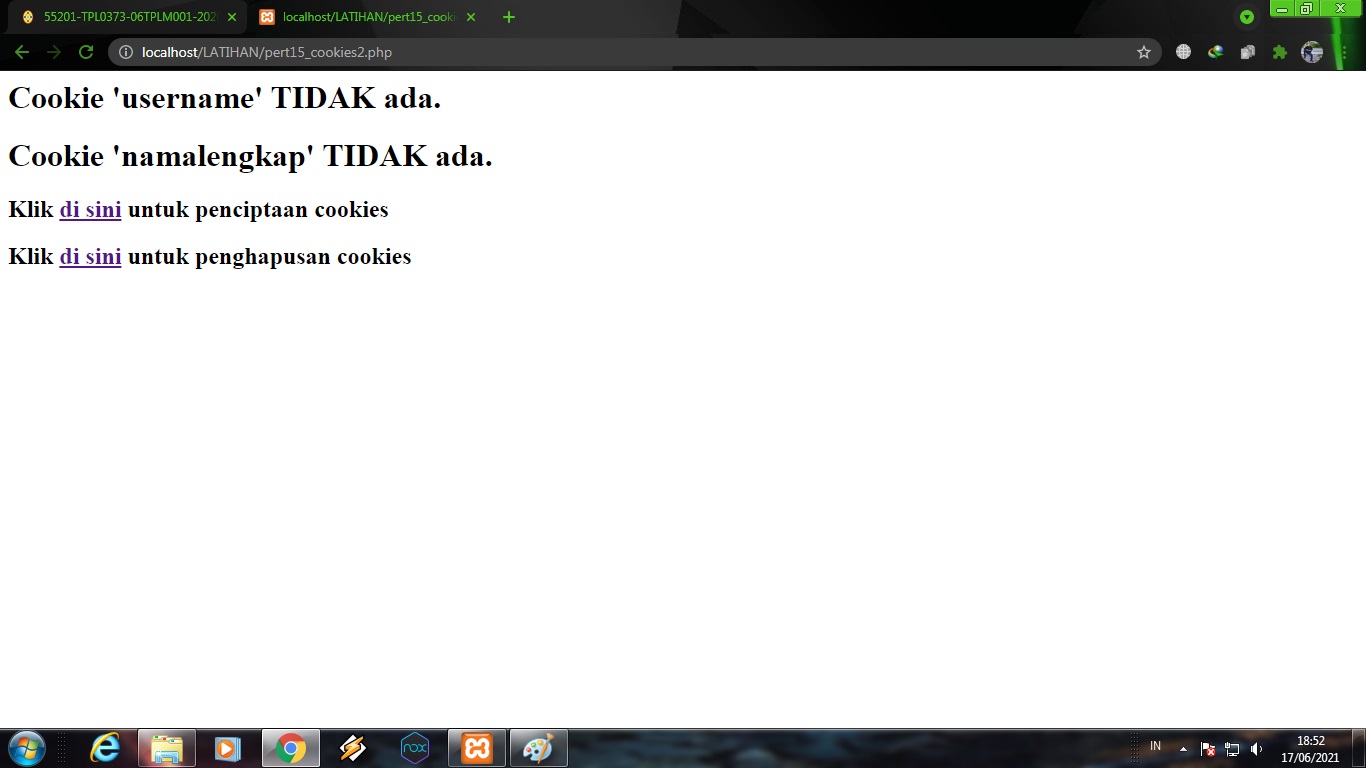 55201-TPL0373-06TPLM001-202
localhost/LATIHAN/pert15_cooki
localhost/LATIHAN/pert15_cookies2.php
Cookie 'username' TIDAK ada.
Cookie 'namalengkap' TIDAK ada.
Klik di sini untuk penciptaan cookies
Klik di sini untuk penghapusan cookies
nox
IN
18:52
17/06/2021